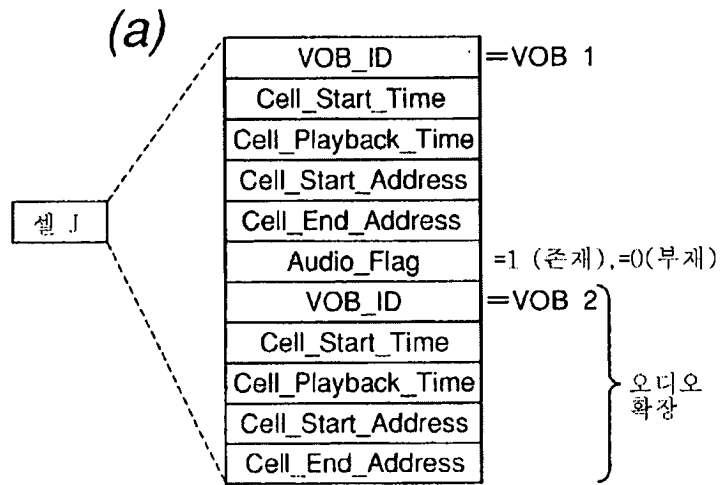 (a)
VOB_ID =VOB 1
Cell_Start_Time
Cell_Playback_Time
Cell_Start_Address
셀 J
Cell_End_Address
Audio_Flag =1 (존재),=0(부재)
VOB_ID =VOB 2
Cell_Start_Time
Cell_Playback_Time
오디오
확장
Cell_Start_Address
Cell_End_Address